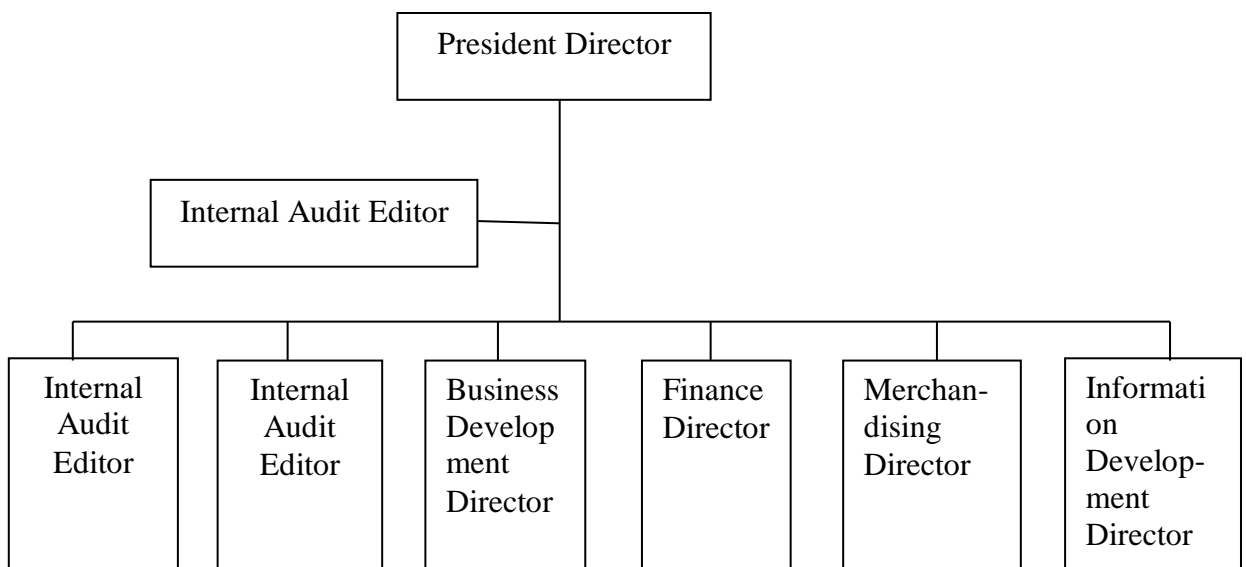 President Director
Internal Audit Editor
Internal
Audit
Editor
Internal
Audit
Editor
Business
Develop
ment
Director
Finance
Director
Merchan-
dising
Director
Informati
on
Develop-
ment
Director